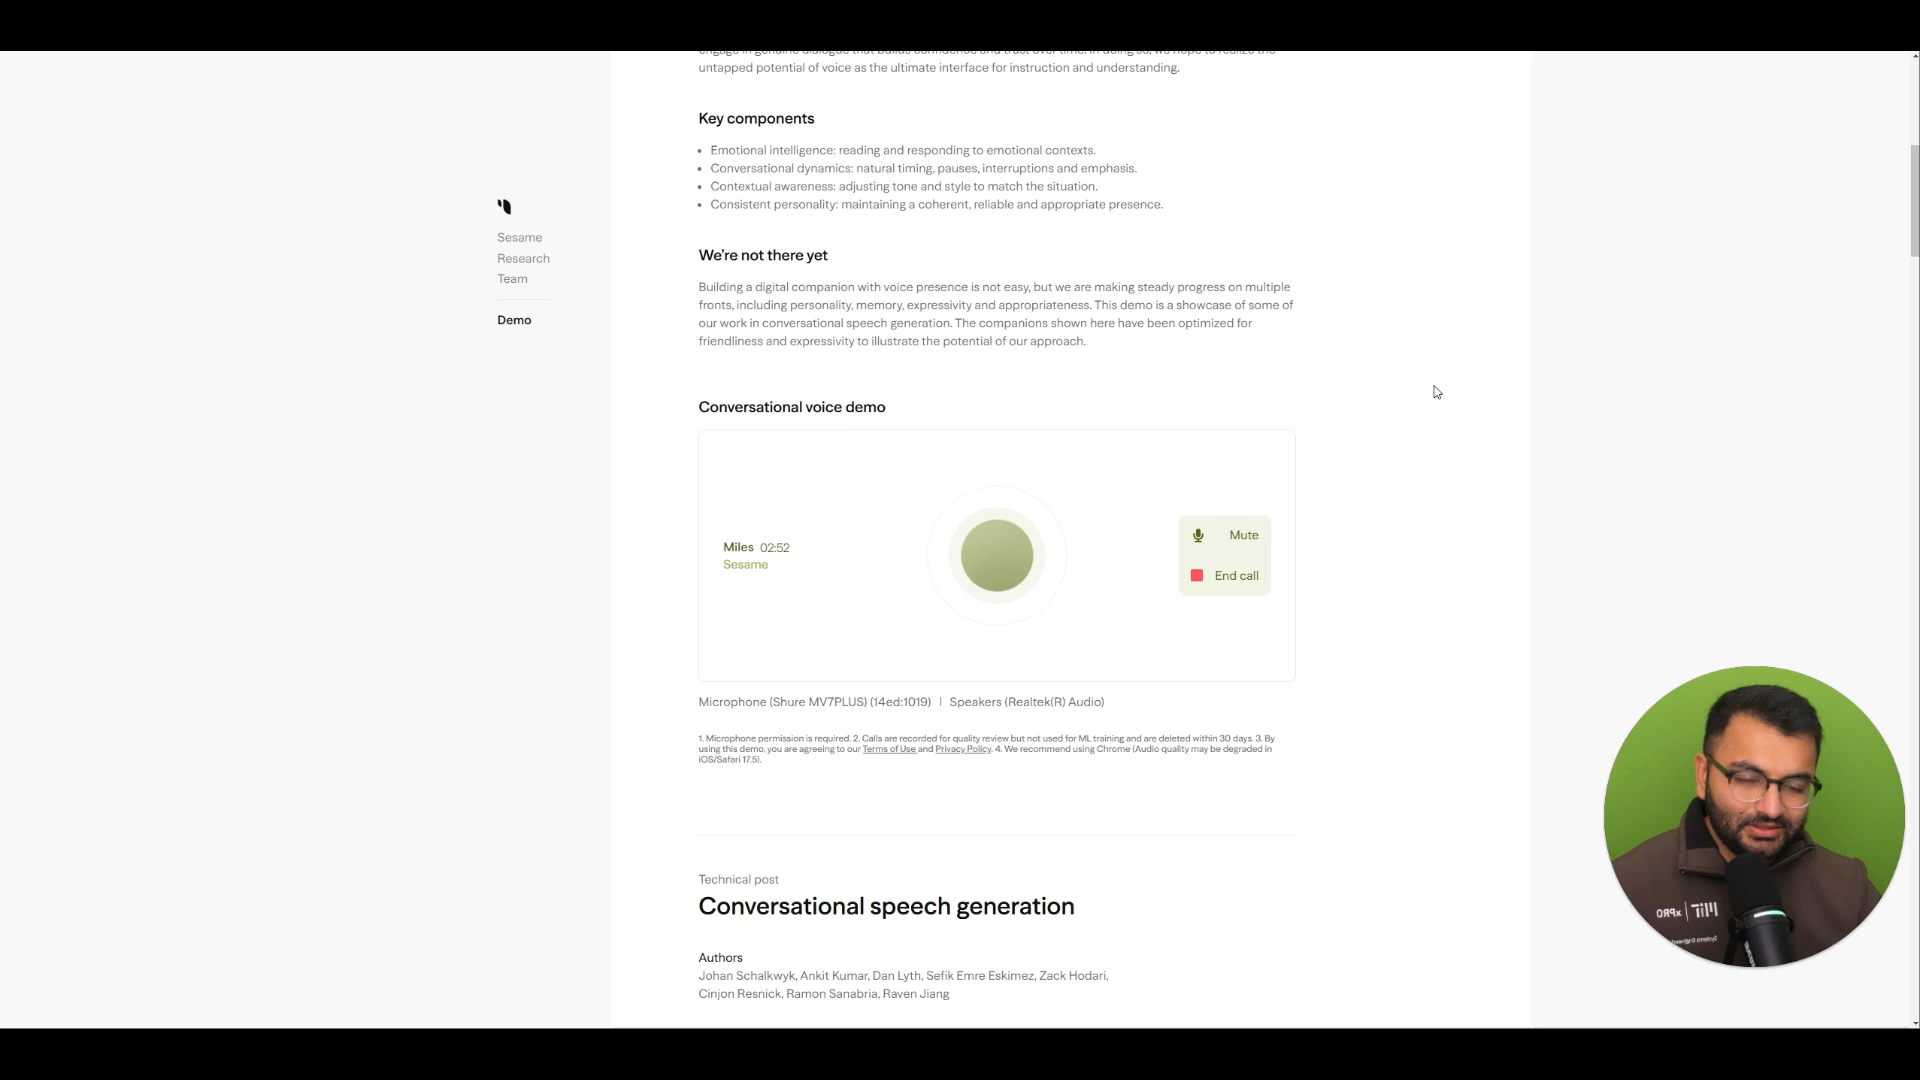 untapped potential of voice as the ultimate interface for instruction and understanding.
Key components
• Emotional intelligence: reading and responding to emotional contexts.
• Conversational dynamics: natural timing, pauses, interruptions and emphasis.
• Contextual awareness: adjusting tone and style to match the situation.
• Consistent personality: maintaining a coherent, reliable and appropriate presence.
Sesame
Research
Team
Demo
We're not there yet
Building a digital companion with voice presence is not easy, but we are making steady progress on multiple
fronts, including personality, memory, expressivity and appropriateness. This demo is a showcase of some of
our work in conversational speech generation. The companions shown here have been optimized for
friendliness and expressivity to illustrate the potential of our approach.
Conversational voice demo
Miles 02:52
Sesame
Mute
End call
Microphone (Shure MV7PLUS) (14ed:1019) | Speakers (Realtek(R) Audio)
1. Microphone permission is required. 2. Calls are recorded for quality review but not used for ML training and are deleted within 30 days. 3. By
using this demo, you are agreeing to our Terms of Use and Privacy Policy. 4. We recommend using Chrome (Audio quality may be degraded in
iOS/Safari 17.5).
Technical post
Conversational speech generation
Authors
Johan Schalkwyk, Ankit Kumar, Dan Lyth, Sefik Emre Eskimez, Zack Hodari,
Cinjon Resnick, Ramon Sanabria, Raven Jiang
MIT | xPRO